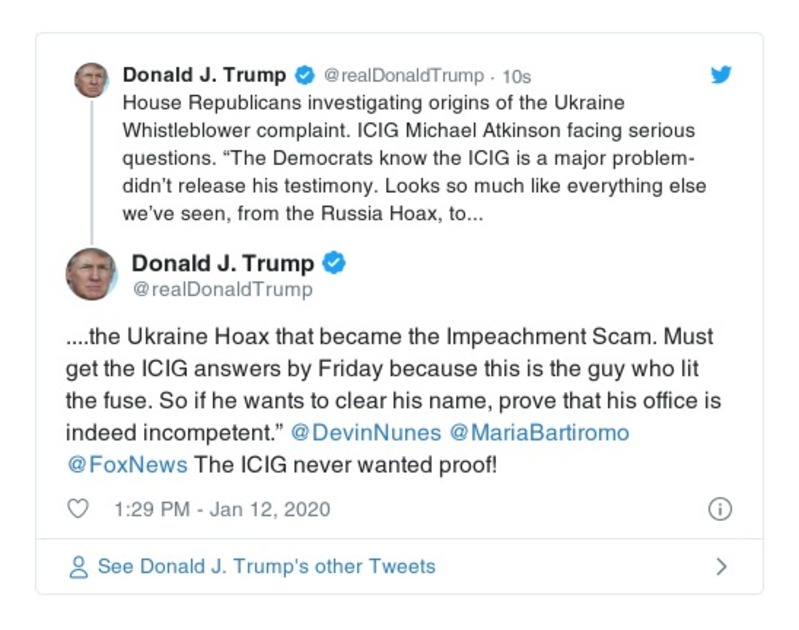 Donald J. Trump @realDonaldTrump · 10s
House Republicans investigating origins of the Ukraine
Whistleblower complaint. ICIG Michael Atkinson facing serious
questions. “The Democrats know the ICIG is a major problem-
didn’t release his testimony. Looks so much like everything else
we’ve seen, from the Russia Hoax, to...
Donald J. Trump
@realDonaldTrump
....the Ukraine Hoax that became the Impeachment Scam. Must
get the ICIG answers by Friday because this is the guy who lit
the fuse. So if he wants to clear his name, prove that his office is
indeed incompetent.” @DevinNunes @MariaBartiromo
@FoxNews The ICIG never wanted proof!
1:29 PM - Jan 12, 2020
See Donald J. Trump's other Tweets